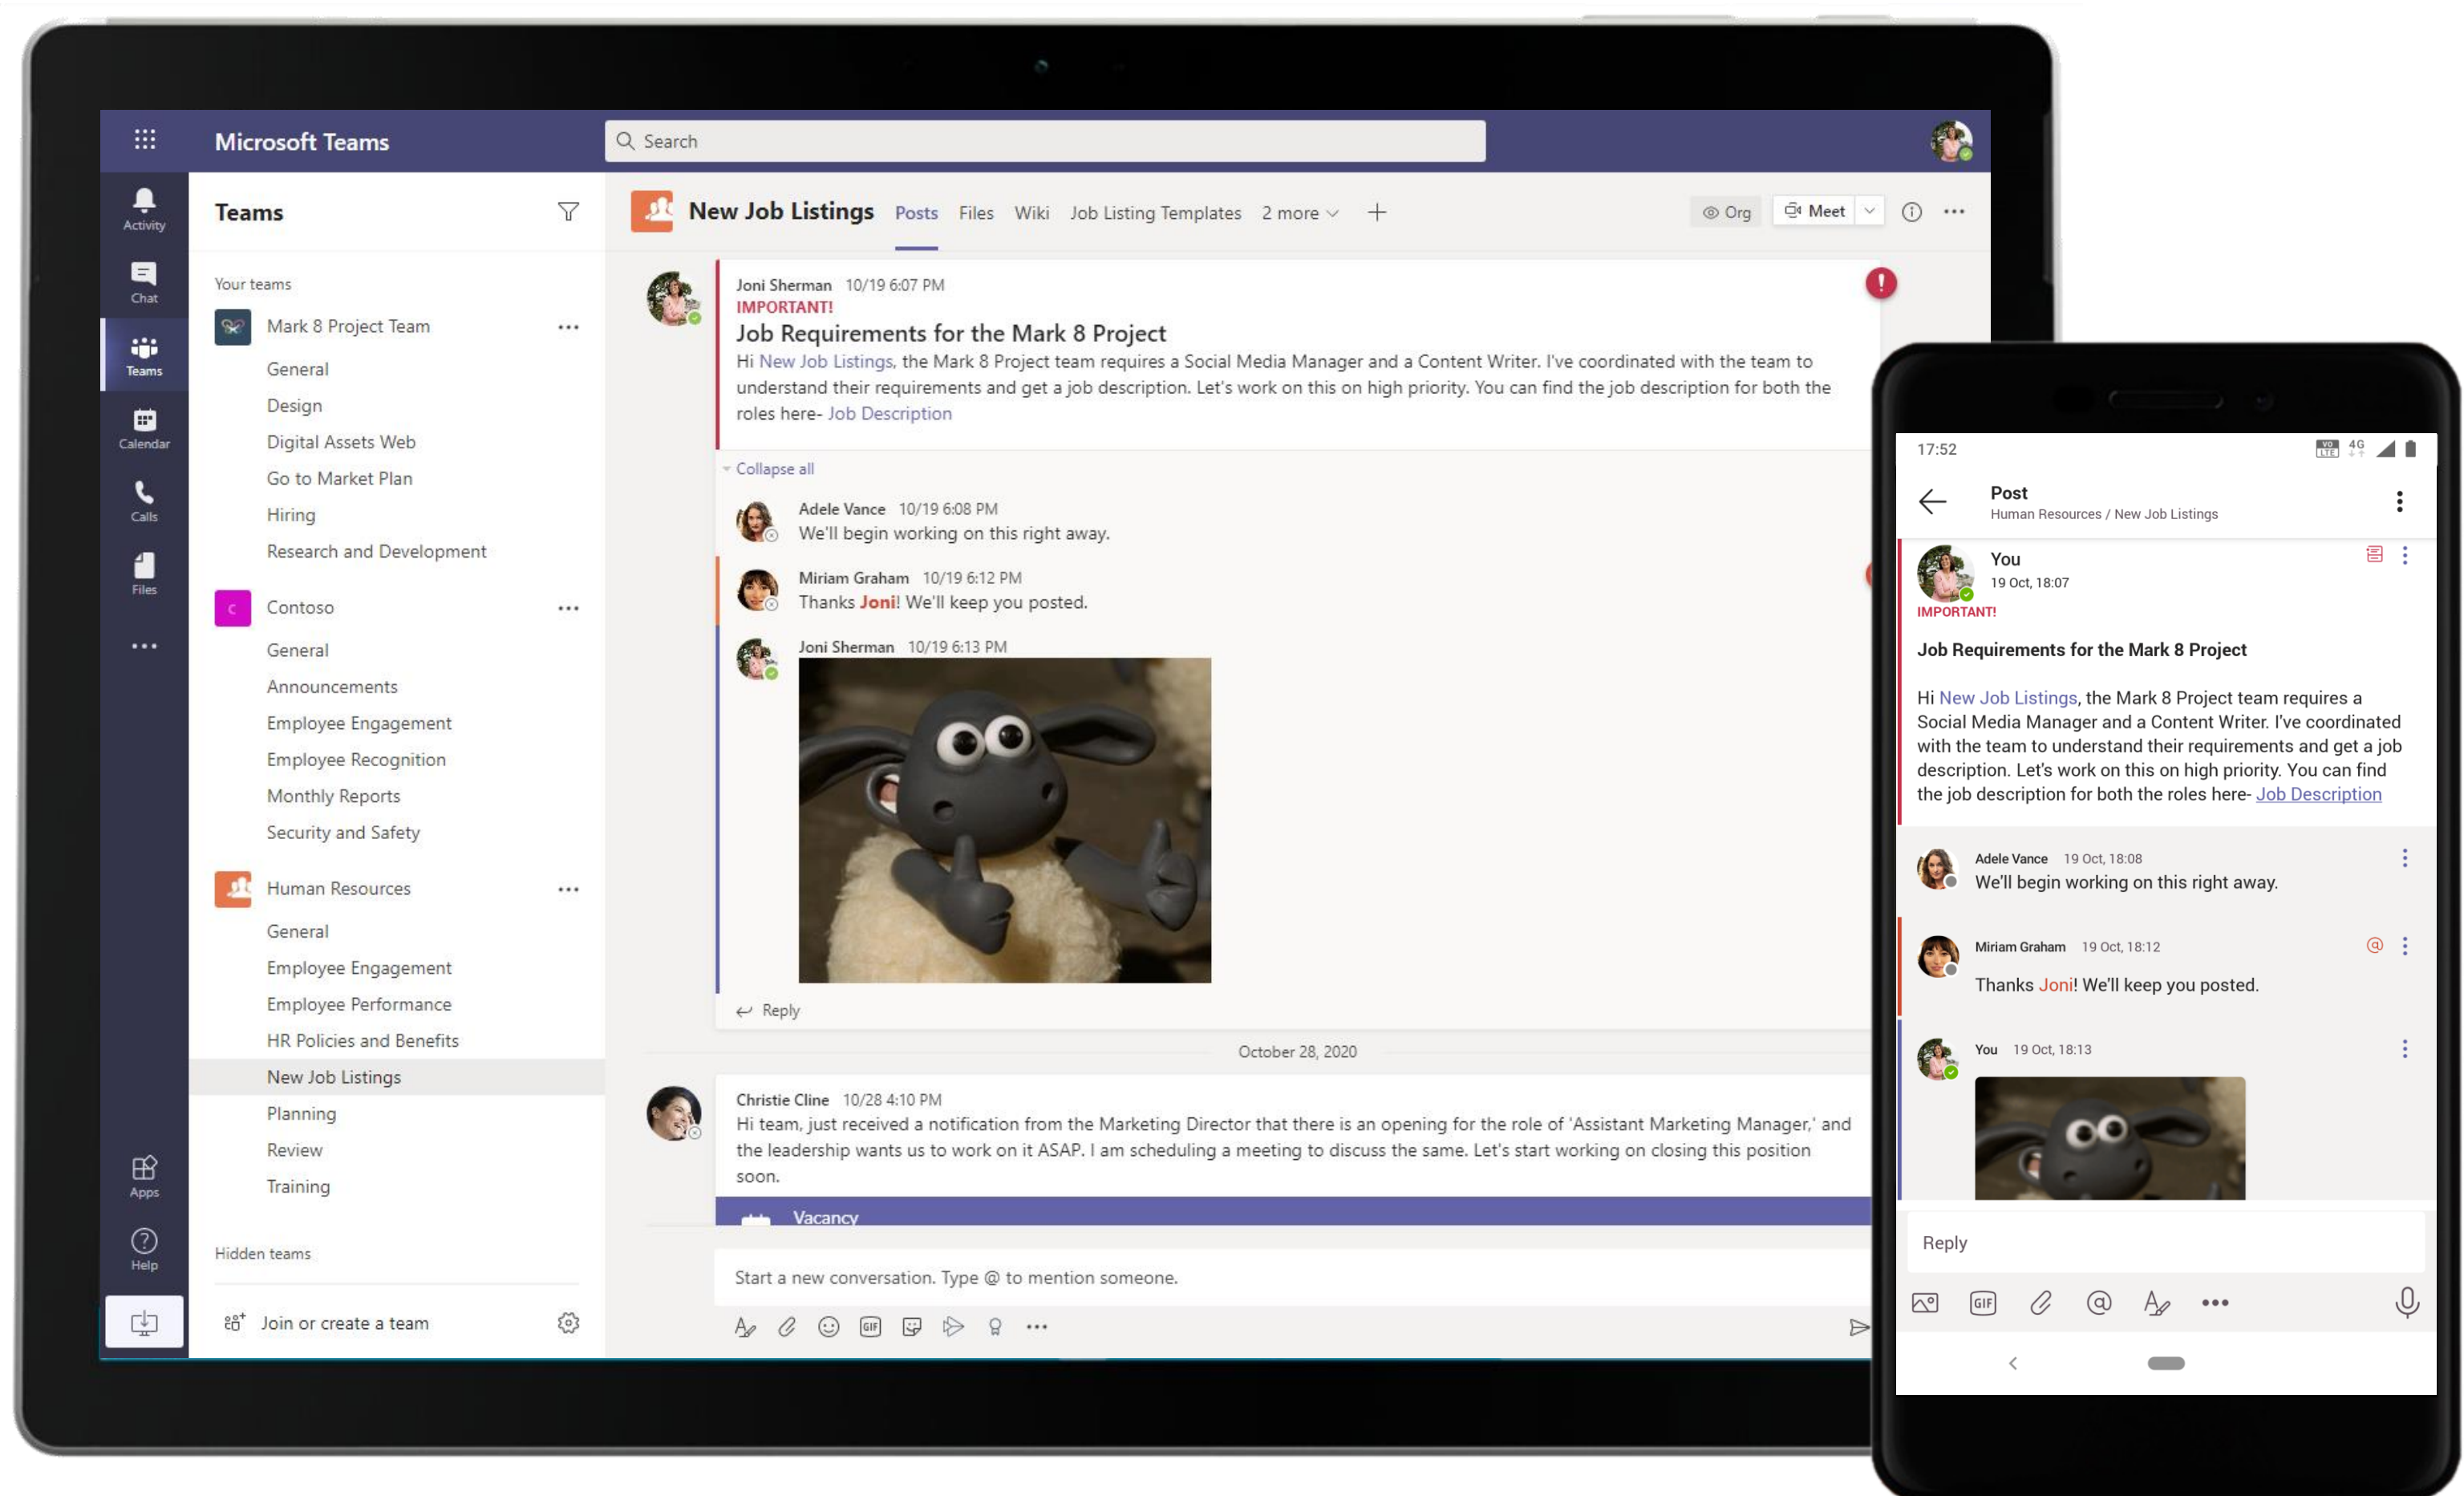 Microsoft Teams
Search
Activity
Chat
Teams
Calendar
Calls
Files
Apps
Help
Teams
Your teams
Mark 8 Project Team
General
Design
Digital Assets Web
Go to Market Plan
Hiring
Research and Development
C Contoso
General
Announcements
Employee Engagement
Employee Recognition
Monthly Reports
Security and Safety
Human Resources
General
Employee Engagement
Employee Performance
HR Policies and Benefits
New Job Listings
Planning
Review
Training
Hidden teams
Join or create a team
New Job Listings Posts Files Wiki Job Listing Templates 2 more
Org Meet
Joni Sherman 10/19 6:07 PM
IMPORTANT!
Job Requirements for the Mark 8 Project
Hi New Job Listings, the Mark 8 Project team requires a Social Media Manager and a Content Writer. I've coordinated with the team to
understand their requirements and get a job description. Let's work on this on high priority. You can find the job description for both the
roles here- Job Description
Collapse all
Adele Vance 10/19 6:08 PM
We'll begin working on this right away.
Miriam Graham 10/19 6:12 PM
Thanks Joni! We'll keep you posted.
Joni Sherman 10/19 6:13 PM
Reply
October 28, 2020
Christie Cline 10/28 4:10 PM
Hi team, just received a notification from the Marketing Director that there is an opening for the role of 'Assistant Marketing Manager,' and
the leadership wants us to work on it ASAP. I am scheduling a meeting to discuss the same. Let's start working on closing this position
soon.
Vacancy
Start a new conversation. Type @ to mention someone.
GIF
17:52 VO LTE 4G
Post
Human Resources / New Job Listings
You
19 Oct, 18:07
IMPORTANT!
Job Requirements for the Mark 8 Project
Hi New Job Listings, the Mark 8 Project team requires a
Social Media Manager and a Content Writer. I've coordinated
with the team to understand their requirements and get a job
description. Let's work on this on high priority. You can find
the job description for both the roles here- Job Description
Adele Vance 19 Oct, 18:08
We'll begin working on this right away.
Miriam Graham 19 Oct, 18:12
Thanks Joni! We'll keep you posted.
You 19 Oct, 18:13
Reply
GIF